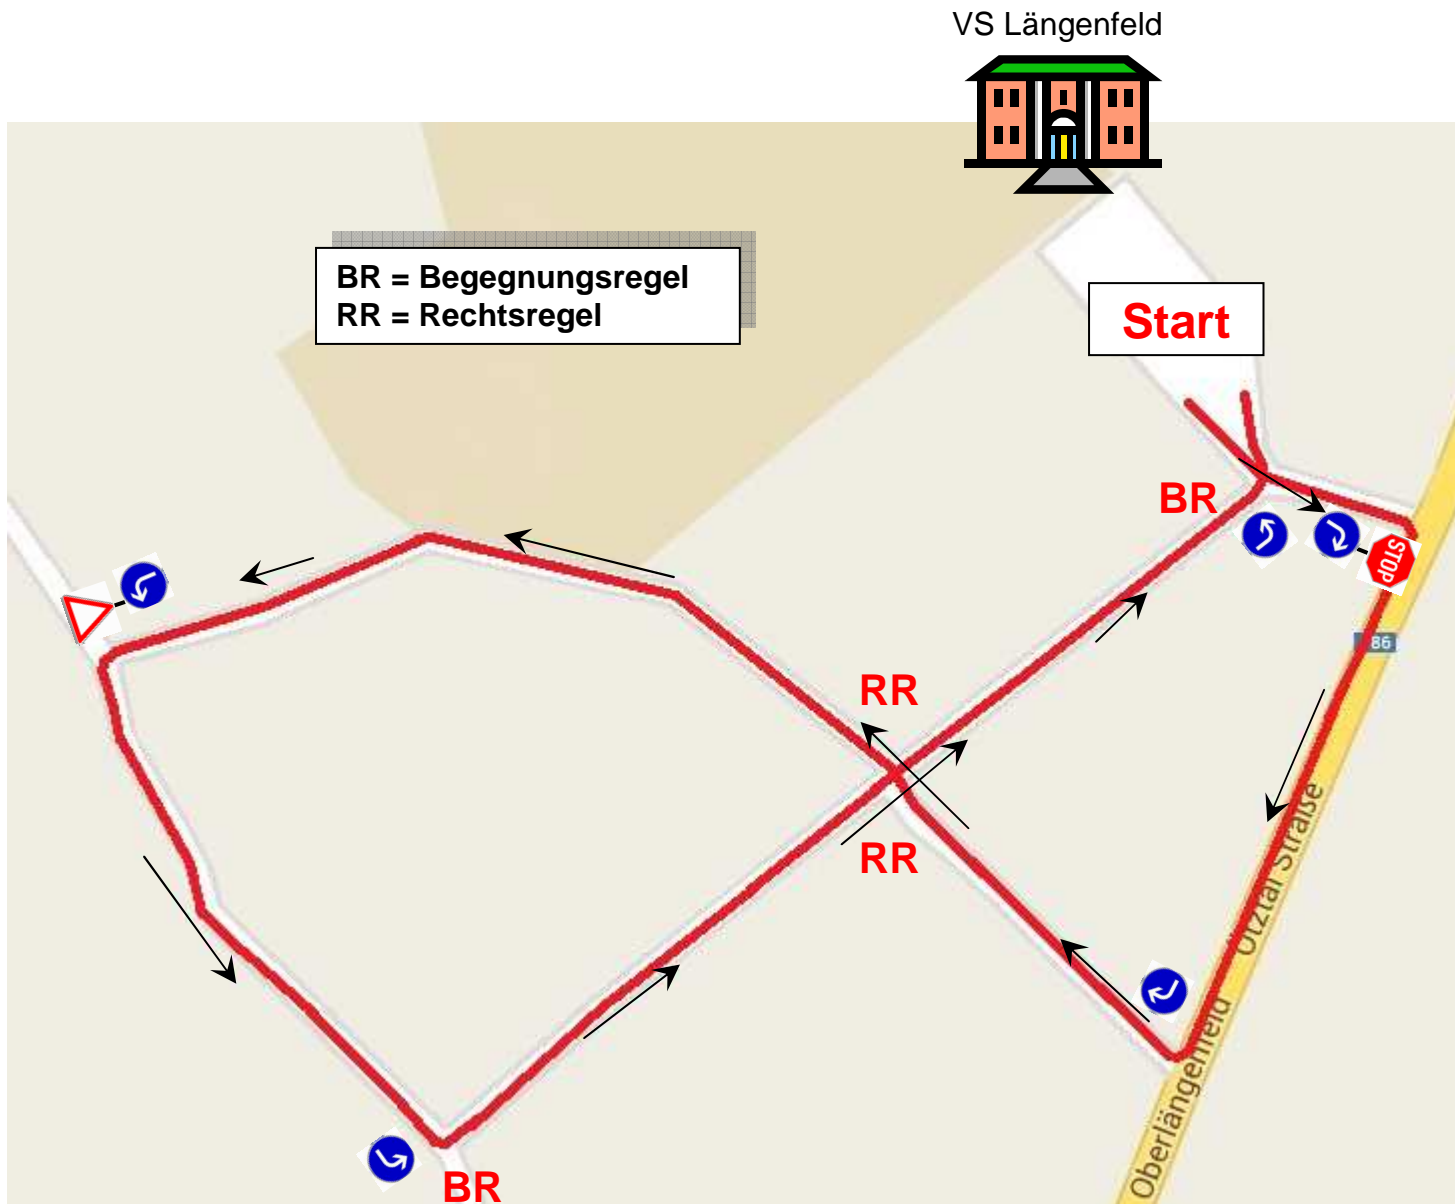 VS Längenfeld
BR = Begegnungsregel
RR = Rechtsregel
Start
BR
STOP
86
RR
RR
Ötztal Straße
Oberlängenfeld
BR